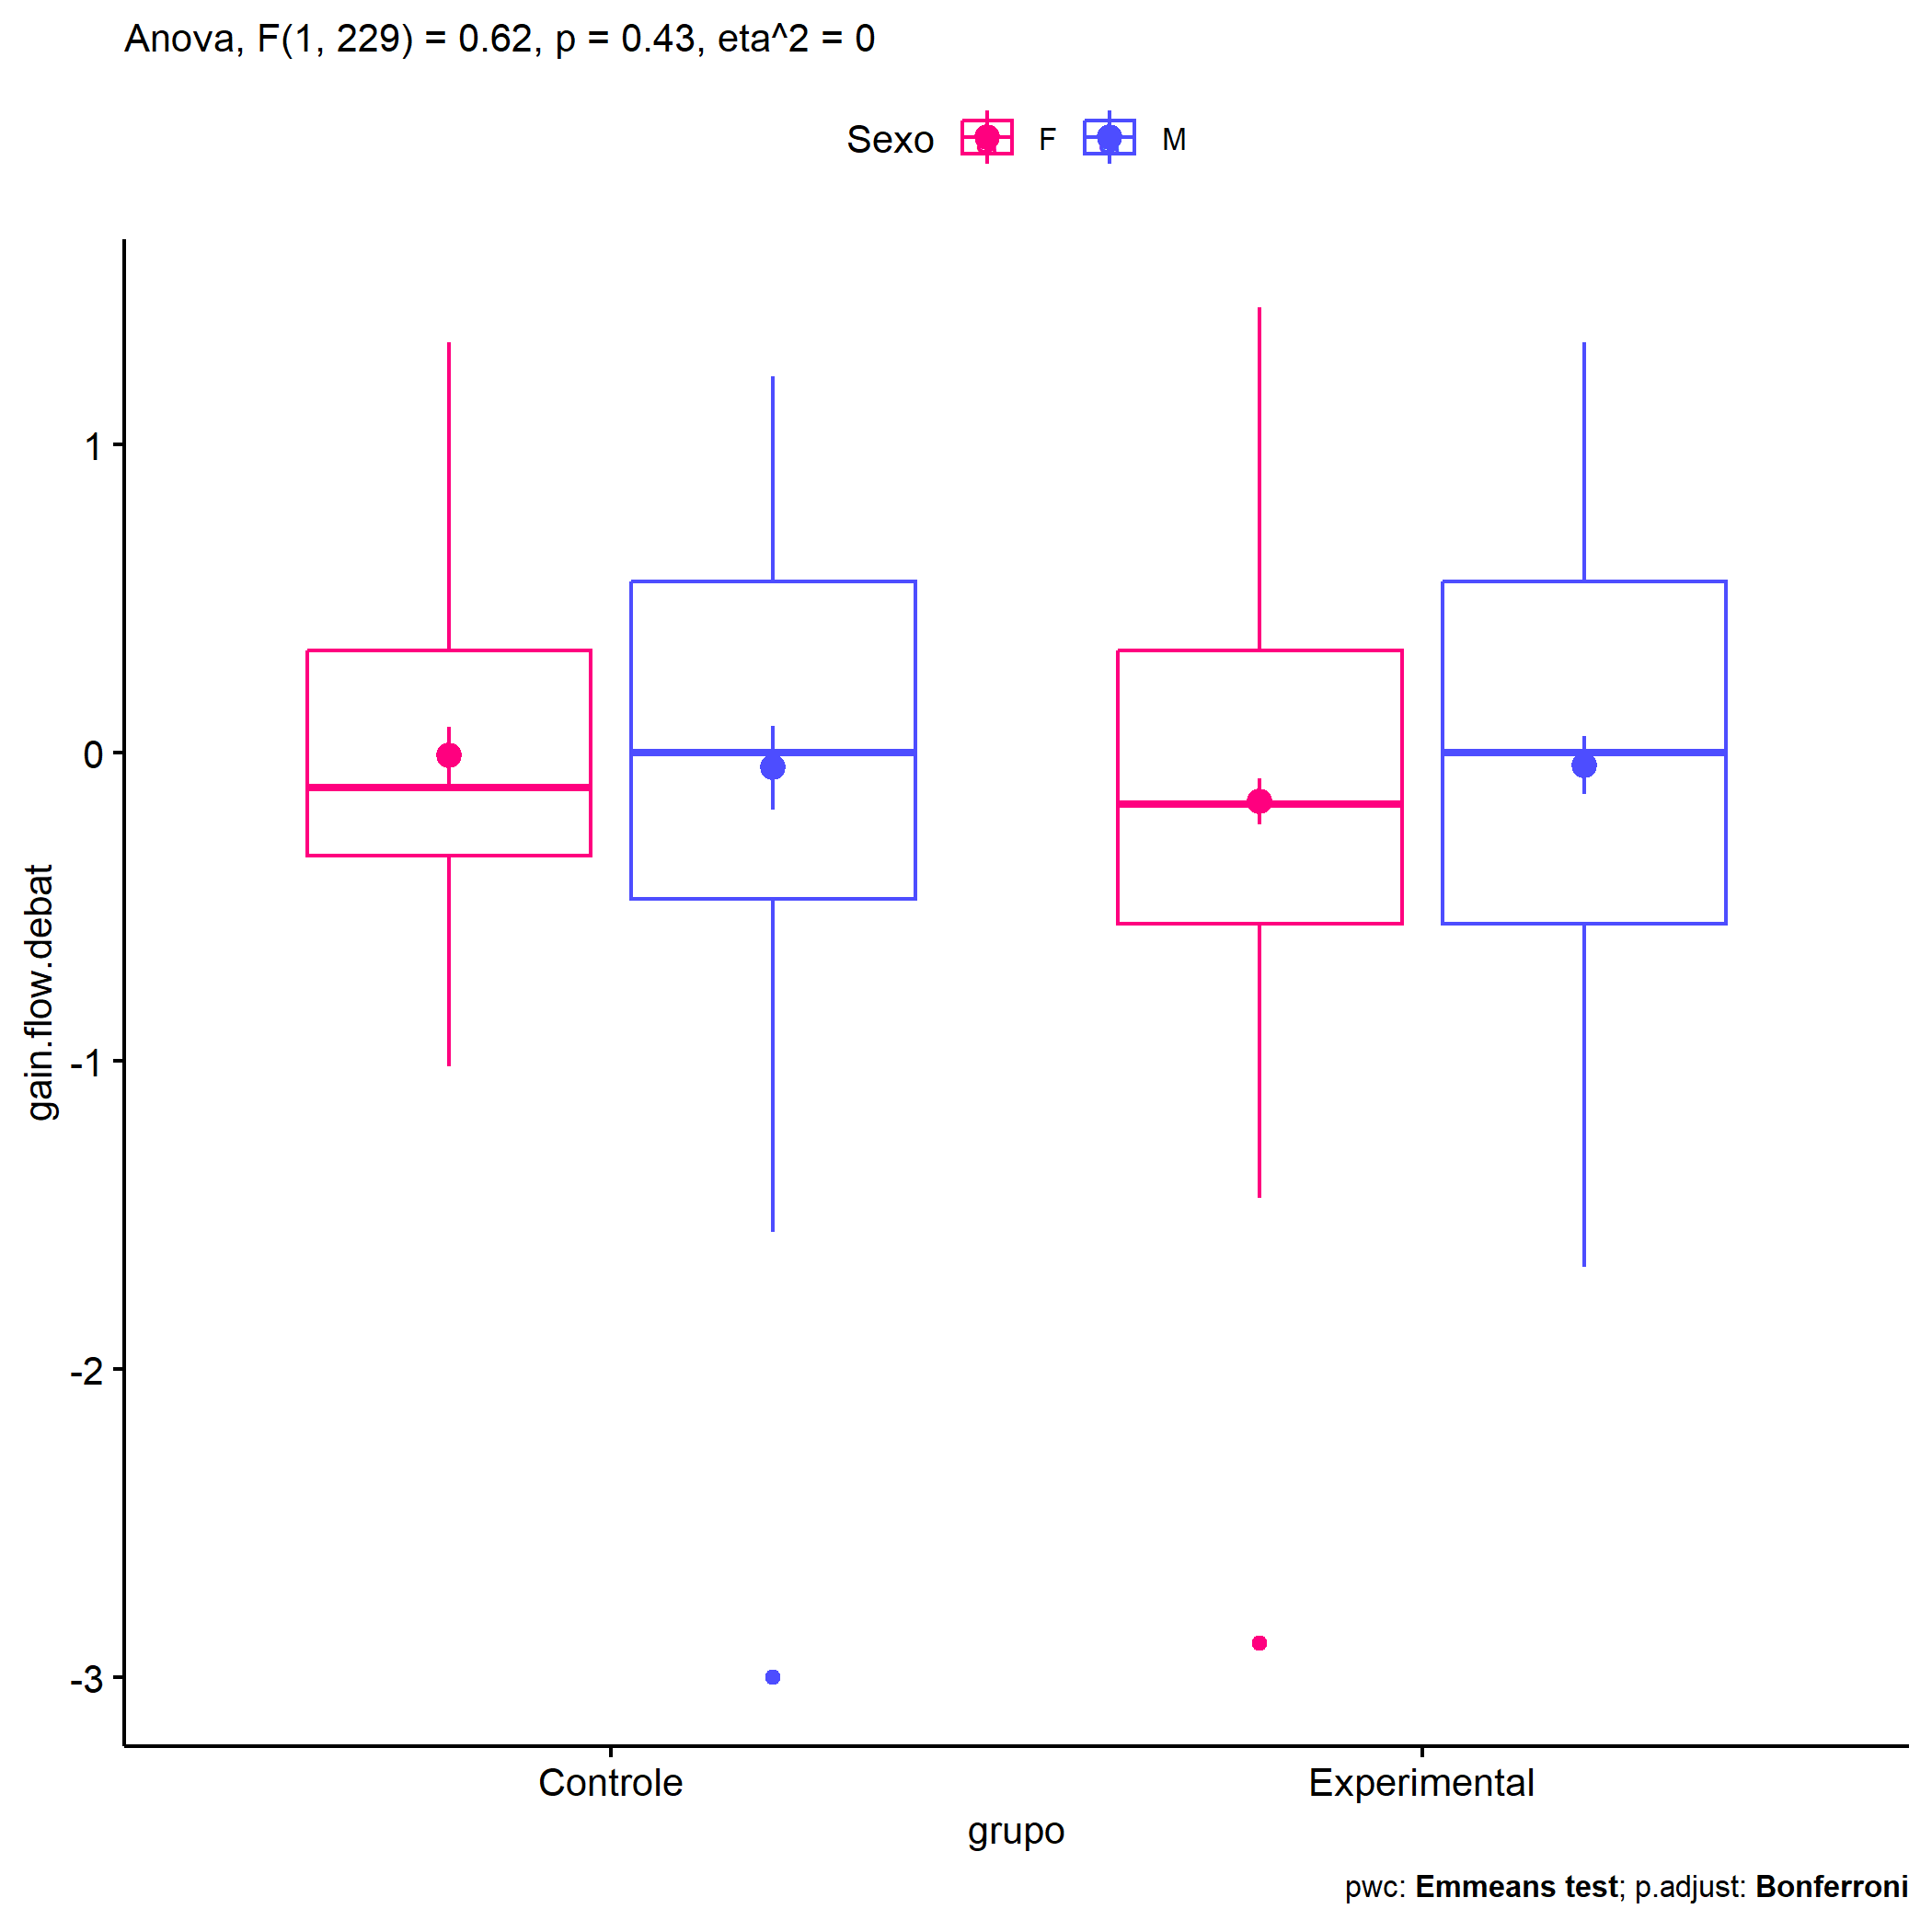 Anova, F(1, 229) = 0.62, p = 0.43, eta^2 = 0
Sexo F M
1
0
-1
-2
-3
gain.flow.debat
Controle Experimental
grupo
pwc: Emmeans test; p.adjust: Bonferroni